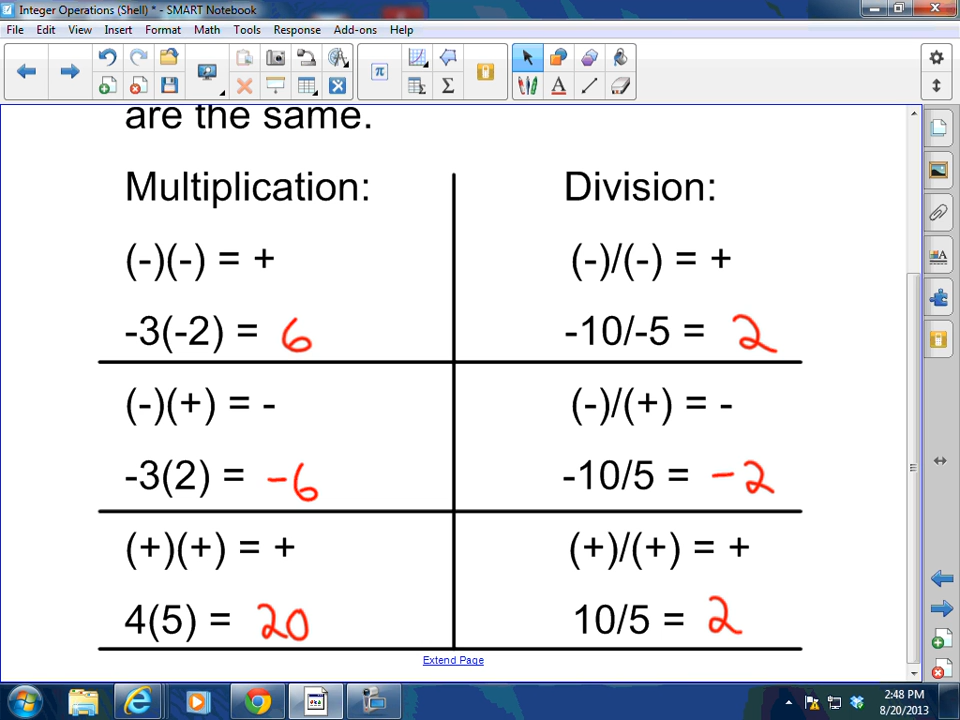 Integer Operations (Shell) * - SMART Notebook
File Edit View Insert Format Math Tools Response Add-ons Help
are the same.
Multiplication: Division:
(-)(-) = + (-)/(-) = +
-3(-2) = 6 -10/-5 = 2
(-)(+) = - (-)/(+) = -
-3(2) = -6 -10/5 = -2
(+)(+) = + (+)/(+) = +
4(5) = 20 10/5 = 2
Extend Page
2:48 PM
8/20/2013